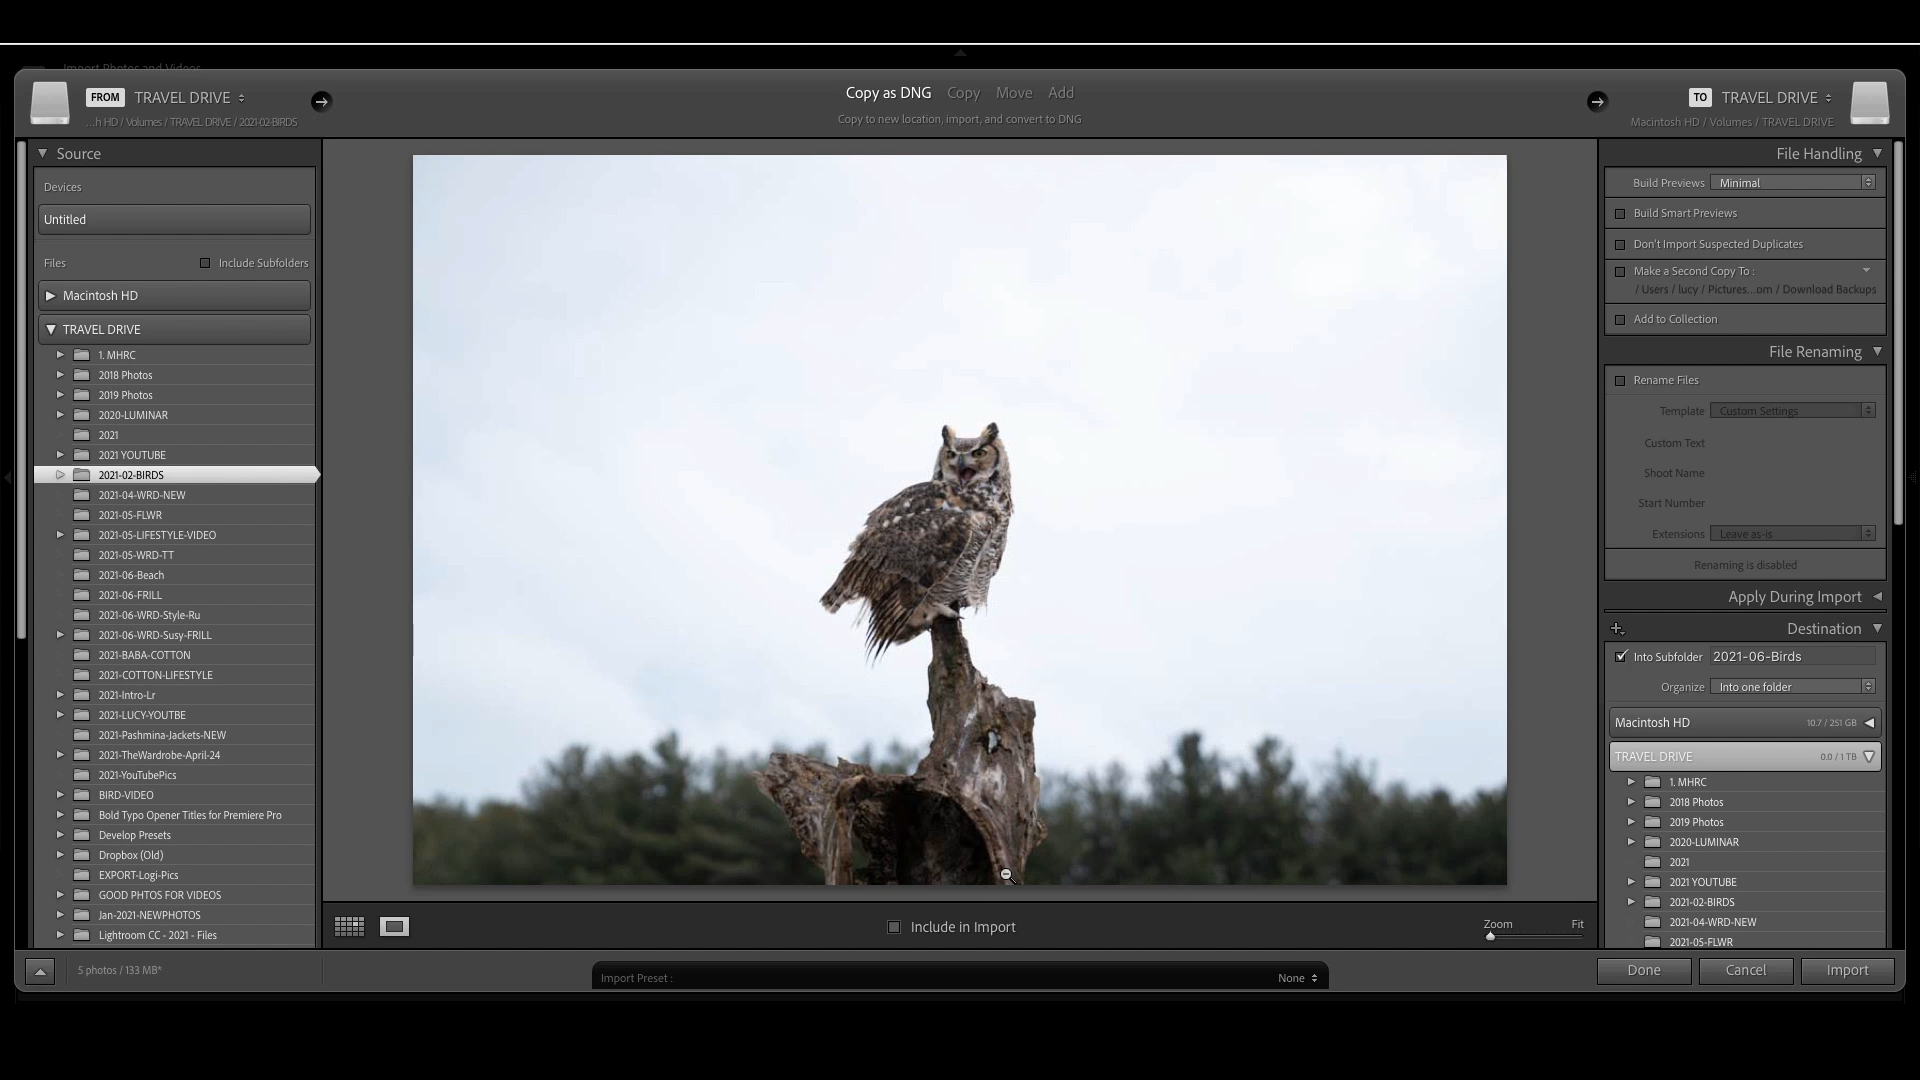 Import Photos and Videos
FROM TRAVEL DRIVE
...h HD / Volumes / TRAVEL DRIVE / 2021-02-BIRDS
Copy as DNG Copy Move Add
Copy to new location, import, and convert to DNG
TO TRAVEL DRIVE
Macintosh HD / Volumes / TRAVEL DRIVE
Source
Devices
Untitled
Files Include Subfolders
Macintosh HD
TRAVEL DRIVE
1. MHRC
2018 Photos
2019 Photos
2020-LUMINAR
2021
2021 YOUTUBE
2021-02-BIRDS
2021-04-WRD-NEW
2021-05-FLWR
2021-05-LIFESTYLE-VIDEO
2021-05-WRD-TT
2021-06-Beach
2021-06-FRILL
2021-06-WRD-Style-Ru
2021-06-WRD-Susy-FRILL
2021-BABA-COTTON
2021-COTTON-LIFESTYLE
2021-Intro-Lr
2021-LUCY-YOUTBE
2021-Pashmina-Jackets-NEW
2021-TheWardrobe-April-24
2021-YouTubePics
BIRD-VIDEO
Bold Typo Opener Titles for Premiere Pro
Develop Presets
Dropbox (Old)
EXPORT-Logi-Pics
GOOD PHTOS FOR VIDEOS
Jan-2021-NEWPHOTOS
Lightroom CC - 2021 - Files
5 photos / 133 MB*
Include in Import
Zoom Fit
Import Preset : None
File Handling
Build Previews Minimal
Build Smart Previews
Don't Import Suspected Duplicates
Make a Second Copy To :
/ Users / lucy / Pictures...om / Download Backups
Add to Collection
File Renaming
Rename Files
Template Custom Settings
Custom Text
Shoot Name
Start Number
Extensions Leave as-is
Renaming is disabled
Apply During Import
Destination
Into Subfolder 2021-06-Birds
Organize Into one folder
Macintosh HD 10.7 / 251 GB
TRAVEL DRIVE 0.0 / 1 TB
1. MHRC
2018 Photos
2019 Photos
2020-LUMINAR
2021
2021 YOUTUBE
2021-02-BIRDS
2021-04-WRD-NEW
2021-05-FLWR
Done Cancel Import